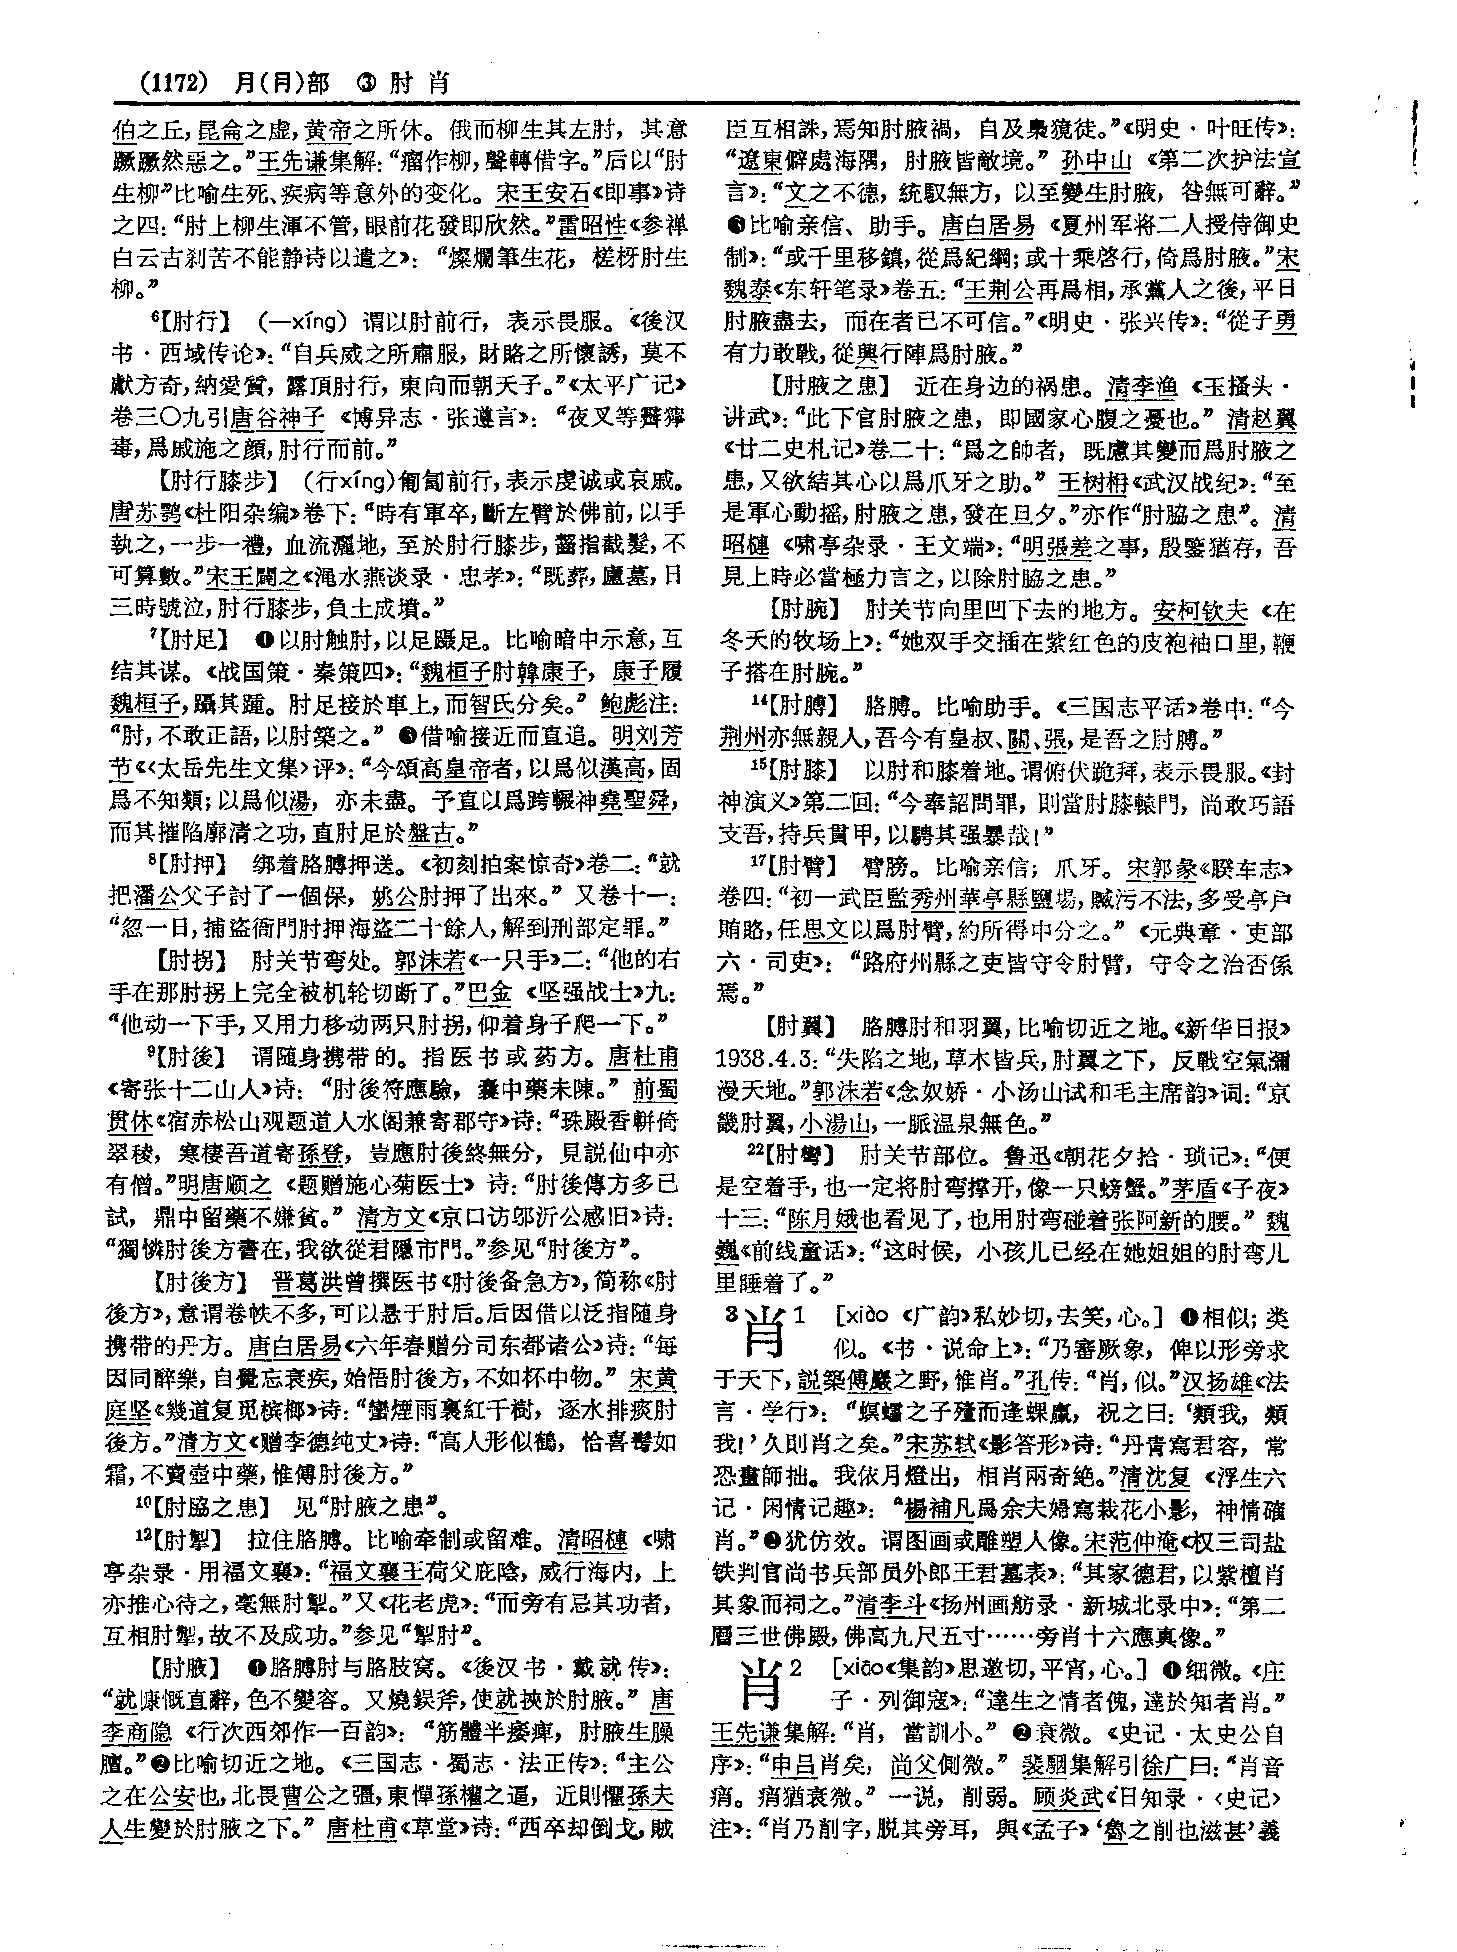 (1172) 月(⺼)部 ③ 肘 肖
伯之丘，昆侖之虚，黄帝之所休。俄而柳生其左肘，其意
蹶蹶然惡之。”王先谦集解：“瘤作柳，聲轉借字。”后以“肘
生柳”比喻生死、疾病等意外的变化。宋王安石《即事》诗
之四：“肘上柳生渾不管，眼前花發即欣然。”雷昭性《参禅
白云古刹苦不能静诗以遣之》：“燦爛筆生花，槎枒肘生
柳。”
⁶【肘行】（—xíng）谓以肘前行，表示畏服。《後汉
书·西域传论》：“自兵威之所肅服，財賂之所懷誘，莫不
獻方奇，納愛質，露頂肘行，東向而朝天子。”《太平广记》
卷三〇九引唐谷神子《博异志·张遵言》：“夜叉等霽獰
毒，爲戚施之顔，肘行而前。”
【肘行膝步】（行xíng）匍匐前行，表示虔诚或哀戚。
唐苏鹗《杜阳杂编》卷下：“時有軍卒，斷左臂於佛前，以手
執之，一步一禮，血流灑地，至於肘行膝步，齧指截髮，不
可算數。”宋王闢之《渑水燕谈录·忠孝》：“既葬，廬墓，日
三時號泣，肘行膝步，負土成墳。”
⁷【肘足】❶以肘触肘，以足蹑足。比喻暗中示意，互
结其谋。《战国策·秦策四》：“魏桓子肘韓康子，康子履
魏桓子，躡其踵。肘足接於車上，而智氏分矣。”鲍彪注：
“肘，不敢正語，以肘築之。”❷借喻接近而直追。明刘芳
节《〈太岳先生文集〉评》：“今頌高皇帝者，以爲似漢高，固
爲不知類；以爲似湯，亦未盡。予直以爲跨輾神堯聖舜，
而其摧陷廓清之功，直肘足於盤古。”
⁸【肘押】绑着胳膊押送。《初刻拍案惊奇》卷二：“就
把潘公父子討了一個保，姚公肘押了出來。”又卷十一：
“忽一日，捕盜衙門肘押海盜二十餘人，解到刑部定罪。”
【肘拐】肘关节弯处。郭沫若《一只手》二：“他的右
手在那肘拐上完全被机轮切断了。”巴金《坚强战士》九：
“他动一下手，又用力移动两只肘拐，仰着身子爬一下。”
⁹【肘後】谓随身携带的。指医书或药方。唐杜甫
《寄张十二山人》诗：“肘後符應驗，囊中藥未陳。”前蜀
贯休《宿赤松山观题道人水阁兼寄郡守》诗：“珠殿香軿倚
翠稜，寒棲吾道寄孫登，豈應肘後終無分，見説仙中亦
有僧。”明唐顺之《题赠施心菊医士》诗：“肘後傳方多已
試，鼎中留藥不嫌貧。”清方文《京口访邬沂公感旧》诗：
“獨憐肘後方書在，我欲從君隱市門。”参见“肘後方”。
【肘後方】晋葛洪曾撰医书《肘後备急方》，简称《肘
後方》，意谓卷帙不多，可以悬于肘后。后因借以泛指随身
携带的丹方。唐白居易《六年春赠分司东都诸公》诗：“每
因同醉樂，自覺忘衰疾，始悟肘後方，不如杯中物。”宋黄
庭坚《幾道复觅槟榔》诗：“蠻煙雨裏紅千樹，逐水排痰肘
後方。”清方文《赠李德纯丈》诗：“高人形似鶴，恰喜鬢如
霜，不賣壺中藥，惟傳肘後方。”
¹⁰【肘脇之患】见“肘腋之患”。
¹²【肘掣】拉住胳膊。比喻牵制或留难。清昭槤《啸
亭杂录·用福文襄》：“福文襄王荷父庇陰，威行海内，上
亦推心待之，毫無肘掣。”又《花老虎》：“而旁有忌其功者，
互相肘掣，故不及成功。”参见“掣肘”。
【肘腋】❶胳膊肘与胳肢窝。《後汉书·戴就传》：
“就慷慨直辭，色不變容。又燒鋘斧，使就挾於肘腋。”唐
李商隐《行次西郊作一百韵》：“筋體半痿痺，肘腋生臊
膻。”❷比喻切近之地。《三国志·蜀志·法正传》：“主公
之在公安也，北畏曹公之彊，東憚孫權之逼，近則懼孫夫
人生變於肘腋之下。”唐杜甫《草堂》诗：“西卒却倒戈，賊
臣互相誅，焉知肘腋禍，自及梟獍徒。”《明史·叶旺传》：
“遼東僻處海隅，肘腋皆敵境。”孙中山《第二次护法宣
言》：“文之不德，統馭無方，以至變生肘腋，咎無可辭。”
❸比喻亲信、助手。唐白居易《夏州军将二人授侍御史
制》：“或千里移鎮，從爲紀綱；或十乘啓行，倚爲肘腋。”宋
魏泰《东轩笔录》卷五：“王荆公再爲相，承黨人之後，平日
肘腋盡去，而在者已不可信。”《明史·张兴传》：“從子勇
有力敢戰，從興行陣爲肘腋。”
【肘腋之患】近在身边的祸患。清李渔《玉搔头·
讲武》：“此下官肘腋之患，即國家心腹之憂也。”清赵翼
《廿二史札记》卷二十：“爲之帥者，既慮其變而爲肘腋之
患，又欲結其心以爲爪牙之助。”王树枏《武汉战纪》：“至
是軍心動摇，肘腋之患，發在旦夕。”亦作“肘脇之患”。清
昭槤《啸亭杂录·王文端》：“明張差之事，殷鑒猶存，吾
見上時必當極力言之，以除肘脇之患。”
【肘腕】肘关节向里凹下去的地方。安柯钦夫《在
冬天的牧场上》：“她双手交插在紫红色的皮袍袖口里，鞭
子搭在肘腕。”
¹⁴【肘膊】胳膊。比喻助手。《三国志平话》卷中：“今
荆州亦無親人，吾今有皇叔、關、張，是吾之肘膊。”
¹⁵【肘膝】以肘和膝着地。谓俯伏跪拜，表示畏服。《封
神演义》第二回：“今奉詔問罪，則當肘膝轅門，尚敢巧語
支吾，持兵貫甲，以騁其强暴哉！”
¹⁷【肘臂】臂膀。比喻亲信；爪牙。宋郭彖《睽车志》
卷四：“初一武臣監秀州華亭縣鹽場，贓污不法，多受亭户
賄賂，任思文以爲肘臂，約所得中分之。”《元典章·吏部
六·司吏》：“路府州縣之吏皆守令肘臂，守令之治否係
焉。”
【肘翼】胳膊肘和羽翼，比喻切近之地。《新华日报》
1938.4.3：“失陷之地，草木皆兵，肘翼之下，反戰空氣瀰
漫天地。”郭沫若《念奴娇·小汤山试和毛主席韵》词：“京
畿肘翼，小湯山，一脈温泉無色。”
²²【肘彎】肘关节部位。鲁迅《朝花夕拾·琐记》：“便
是空着手，也一定将肘弯撑开，像一只螃蟹。”茅盾《子夜》
十三：“陈月娥也看见了，也用肘弯碰着张阿新的腰。”魏
巍《前线童话》：“这时候，小孩儿已经在她姐姐的肘弯儿
里睡着了。”
³肖1［xiào《广韵》私妙切，去笑，心。］❶相似；类
似。《书·说命上》：“乃審厥象，俾以形旁求
于天下，説築傅巖之野，惟肖。”孔传：“肖，似。”汉扬雄《法
言·学行》：“螟蠕之子殪而逢蜾蠃，祝之曰：‘類我，類
我！’久則肖之矣。”宋苏轼《影答形》诗：“丹青寫君容，常
恐畫師拙。我依月燈出，相肖兩奇絶。”清沈复《浮生六
记·闲情记趣》：“楊補凡爲余夫婦寫栽花小影，神情確
肖。”❷犹仿效。谓图画或雕塑人像。宋范仲淹《权三司盐
铁判官尚书兵部员外郎王君墓表》：“其家德君，以紫檀肖
其象而祠之。”清李斗《扬州画舫录·新城北录中》：“第二
層三世佛殿，佛高九尺五寸……旁肖十六應真像。”
肖2［xiāo《集韵》思邀切，平宵，心。］❶细微。《庄
子·列御寇》：“達生之情者傀，達於知者肖。”
王先谦集解：“肖，當訓小。”❷衰微。《史记·太史公自
序》：“申吕肖矣，尚父側微。”裴駰集解引徐广曰：“肖音
痟。痟猶衰微。”一说，削弱。顾炎武《日知录·〈史记〉
注》：“肖乃削字，脱其旁耳，與《孟子》‘魯之削也滋甚’義